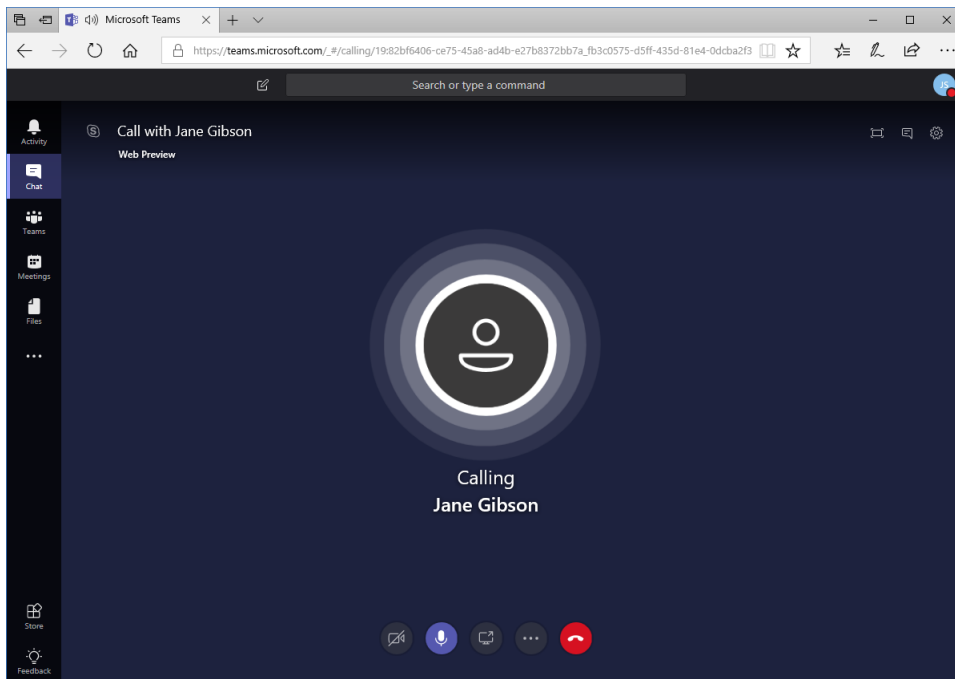 Microsoft Teams
https://teams.microsoft.com/_#/calling/19:82bf6406-ce75-45a8-ad4b-e27b8372bb7a_fb3c0575-d5ff-435d-81e4-0dcba2f3
Search or type a command
JS
Activity
Call with Jane Gibson
Web Preview
Chat
Teams
Meetings
Files
Calling
Jane Gibson
Store
Feedback